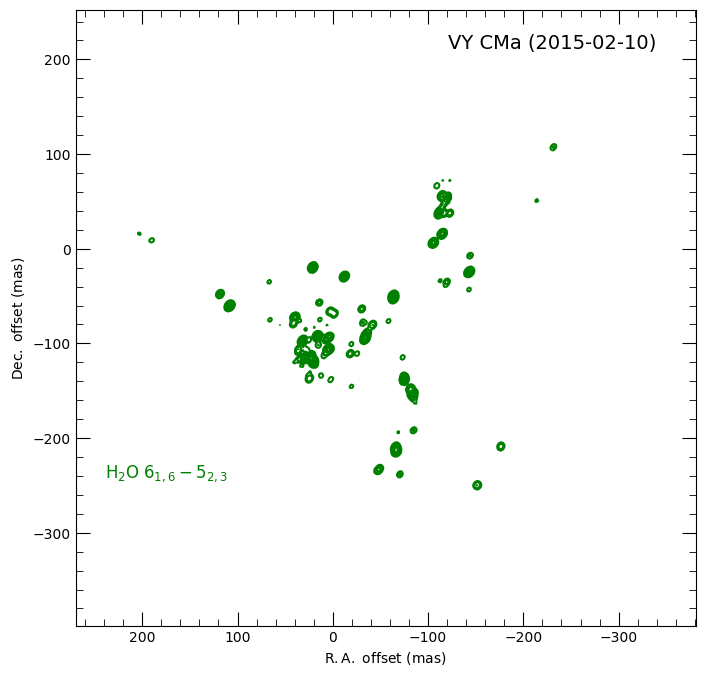 VY CMa (2015-02-10)
200
100
0
−100
−200
−300
Dec. offset (mas)
H₂O 6₁,₆ − 5₂,₃
200 100 0 −100 −200 −300
R.A. offset (mas)